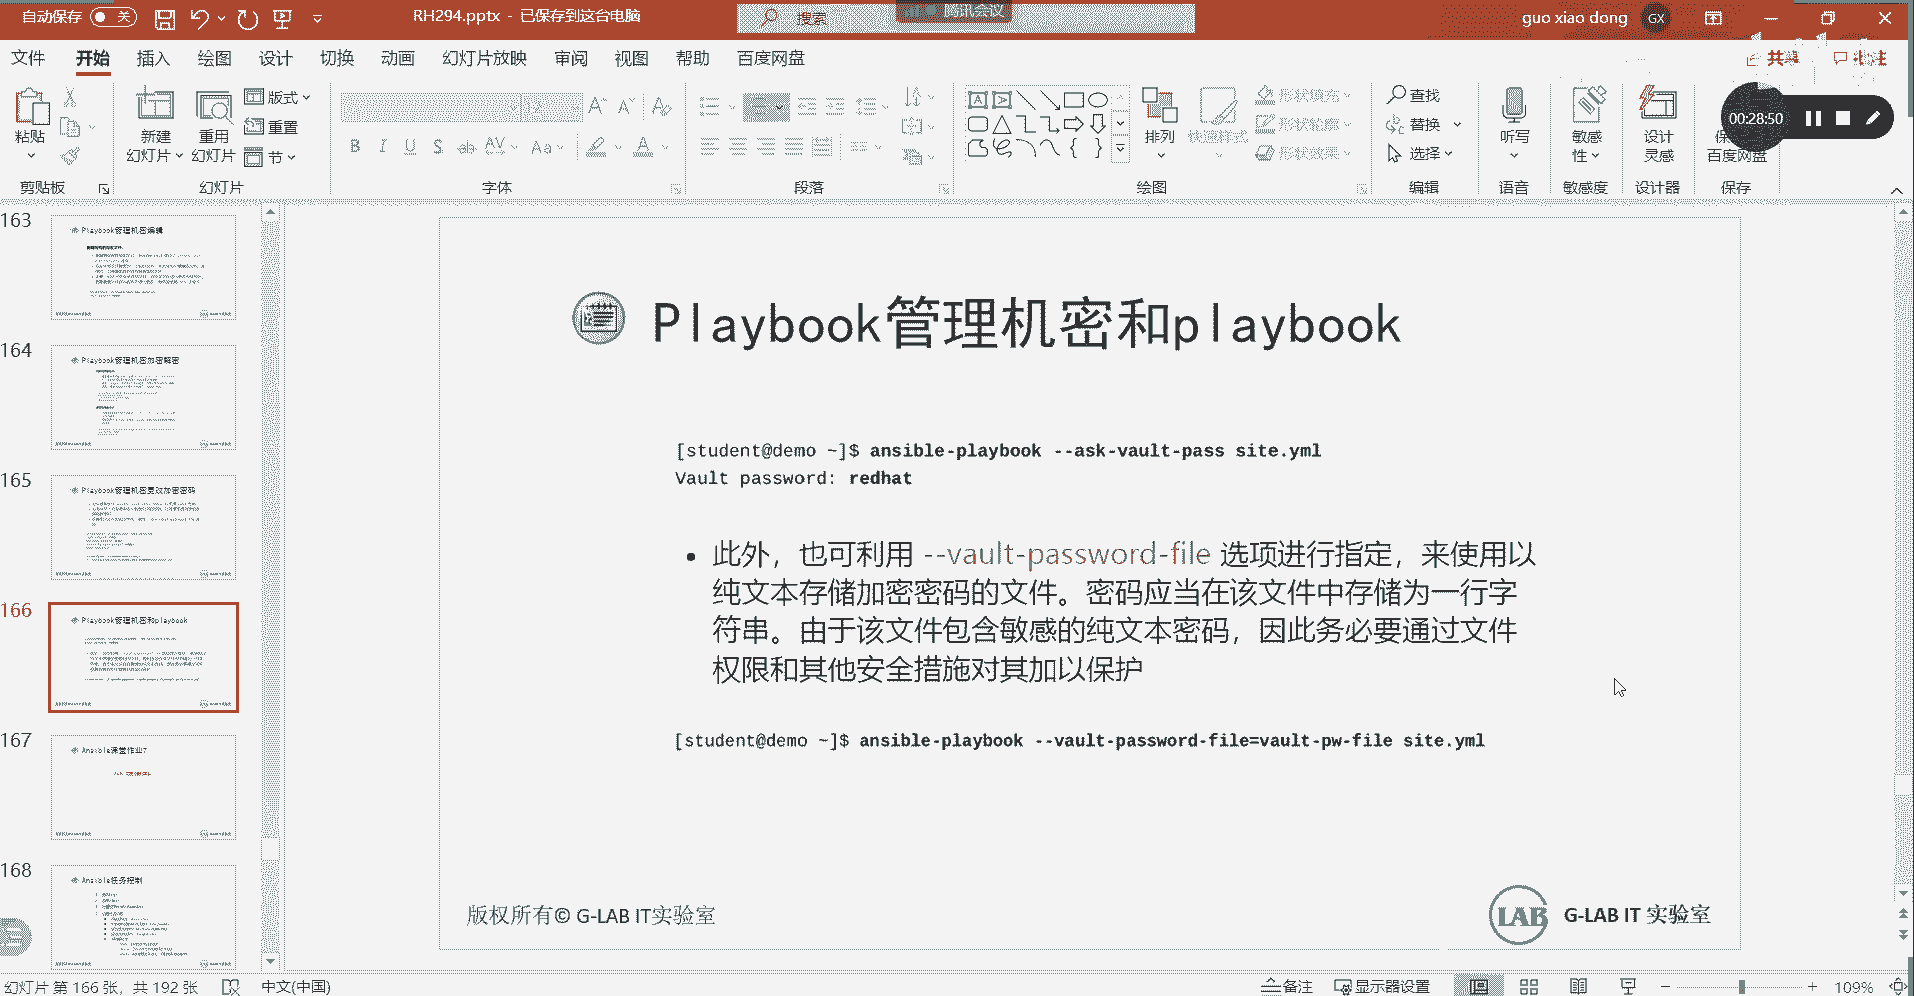 自动保存 关
RH294.pptx - 已保存到这台电脑
搜索
腾讯会议
guo xiao dong
GX
文件 开始 插入 绘图 设计 切换 动画 幻灯片放映 审阅 视图 帮助 百度网盘
共享 批注
粘贴
剪贴板
新建
幻灯片
重用
幻灯片
版式
重置
节
幻灯片
B I U S ab AV Aa A
字体
段落
排列
快速样式
形状填充
形状轮廓
形状效果
绘图
查找
替换
选择
编辑
听写
语音
敏感
性
敏感度
设计
灵感
设计器
百度网盘
保存
00:28:50
163
Playbook管理机密编辑
164
Playbook管理机密加密解密
165
Playbook管理机密更改加密密码
166
Playbook管理机密和playbook
167
Ansible课堂作业7
168
Ansible任务控制
Playbook管理机密和playbook
[student@demo ~]$ ansible-playbook --ask-vault-pass site.yml
Vault password: redhat
• 此外，也可利用 --vault-password-file 选项进行指定，来使用以
纯文本存储加密密码的文件。密码应当在该文件中存储为一行字
符串。由于该文件包含敏感的纯文本密码，因此务必要通过文件
权限和其他安全措施对其加以保护
[student@demo ~]$ ansible-playbook --vault-password-file=vault-pw-file site.yml
版权所有© G-LAB IT实验室
LAB
G-LAB IT 实验室
幻灯片 第 166 张，共 192 张
中文(中国)
备注
显示器设置
109%